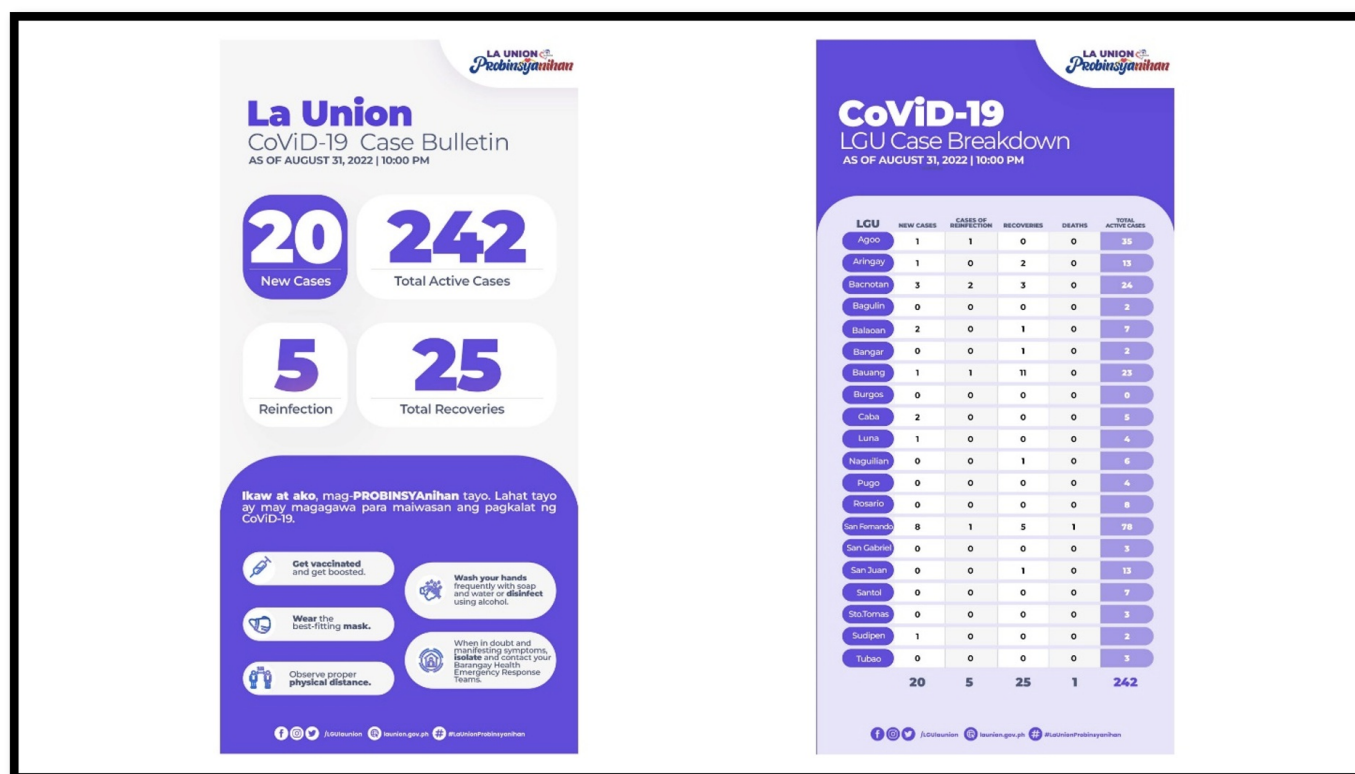 LA UNION
Probinsyanihan
La Union
CoViD-19 Case Bulletin
AS OF AUGUST 31, 2022 | 10:00 PM
20
New Cases
242
Total Active Cases
5
Reinfection
25
Total Recoveries
Ikaw at ako, mag-PROBINSYAnihan tayo. Lahat tayo
ay may magagawa para maiwasan ang pagkalat ng
CoViD-19.
Get vaccinated
and get boosted.
Wear the
best-fitting mask.
Observe proper
physical distance.
Wash your hands
frequently with soap
and water or disinfect
using alcohol.
When in doubt and
manifesting symptoms,
isolate and contact your
Barangay Health
Emergency Response
Teams.
/LGUlaunion launion.gov.ph #LaUnionProbinsyanihan
LA UNION
Probinsyanihan
CoViD-19
LGU Case Breakdown
AS OF AUGUST 31, 2022 | 10:00 PM
LGU NEW CASES CASES OF REINFECTION RECOVERIES DEATHS TOTAL ACTIVE CASES
Agoo 1 1 0 0 35
Aringay 1 0 2 0 13
Bacnotan 3 2 3 0 24
Bagulin 0 0 0 0 2
Balaoan 2 0 1 0 7
Bangar 0 0 1 0 2
Bauang 1 1 11 0 23
Burgos 0 0 0 0 0
Caba 2 0 0 0 5
Luna 1 0 0 0 4
Naguilian 0 0 1 0 6
Pugo 0 0 0 0 4
Rosario 0 0 0 0 8
San Fernando 8 1 5 1 78
San Gabriel 0 0 0 0 3
San Juan 0 0 1 0 13
Santol 0 0 0 0 7
Sto.Tomas 0 0 0 0 3
Sudipen 1 0 0 0 2
Tubao 0 0 0 0 3
20 5 25 1 242
/LGUlaunion launion.gov.ph #LaUnionProbinsyanihan